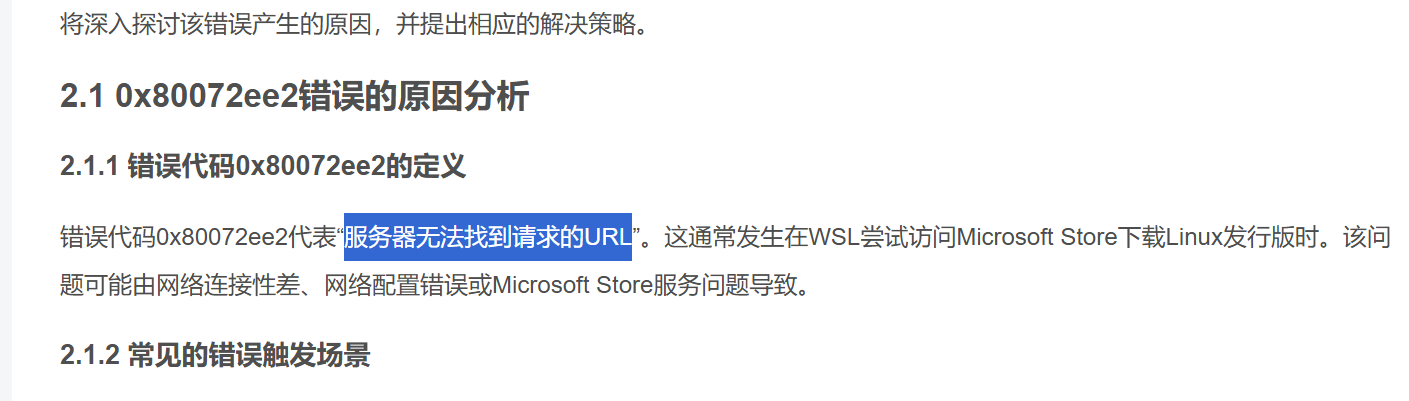 将深入探讨该错误产生的原因，并提出相应的解决策略。
2.1 0x80072ee2错误的原因分析
2.1.1 错误代码0x80072ee2的定义
错误代码0x80072ee2代表“服务器无法找到请求的URL”。这通常发生在WSL尝试访问Microsoft Store下载Linux发行版时。该问
题可能由网络连接性差、网络配置错误或Microsoft Store服务问题导致。
2.1.2 常见的错误触发场景